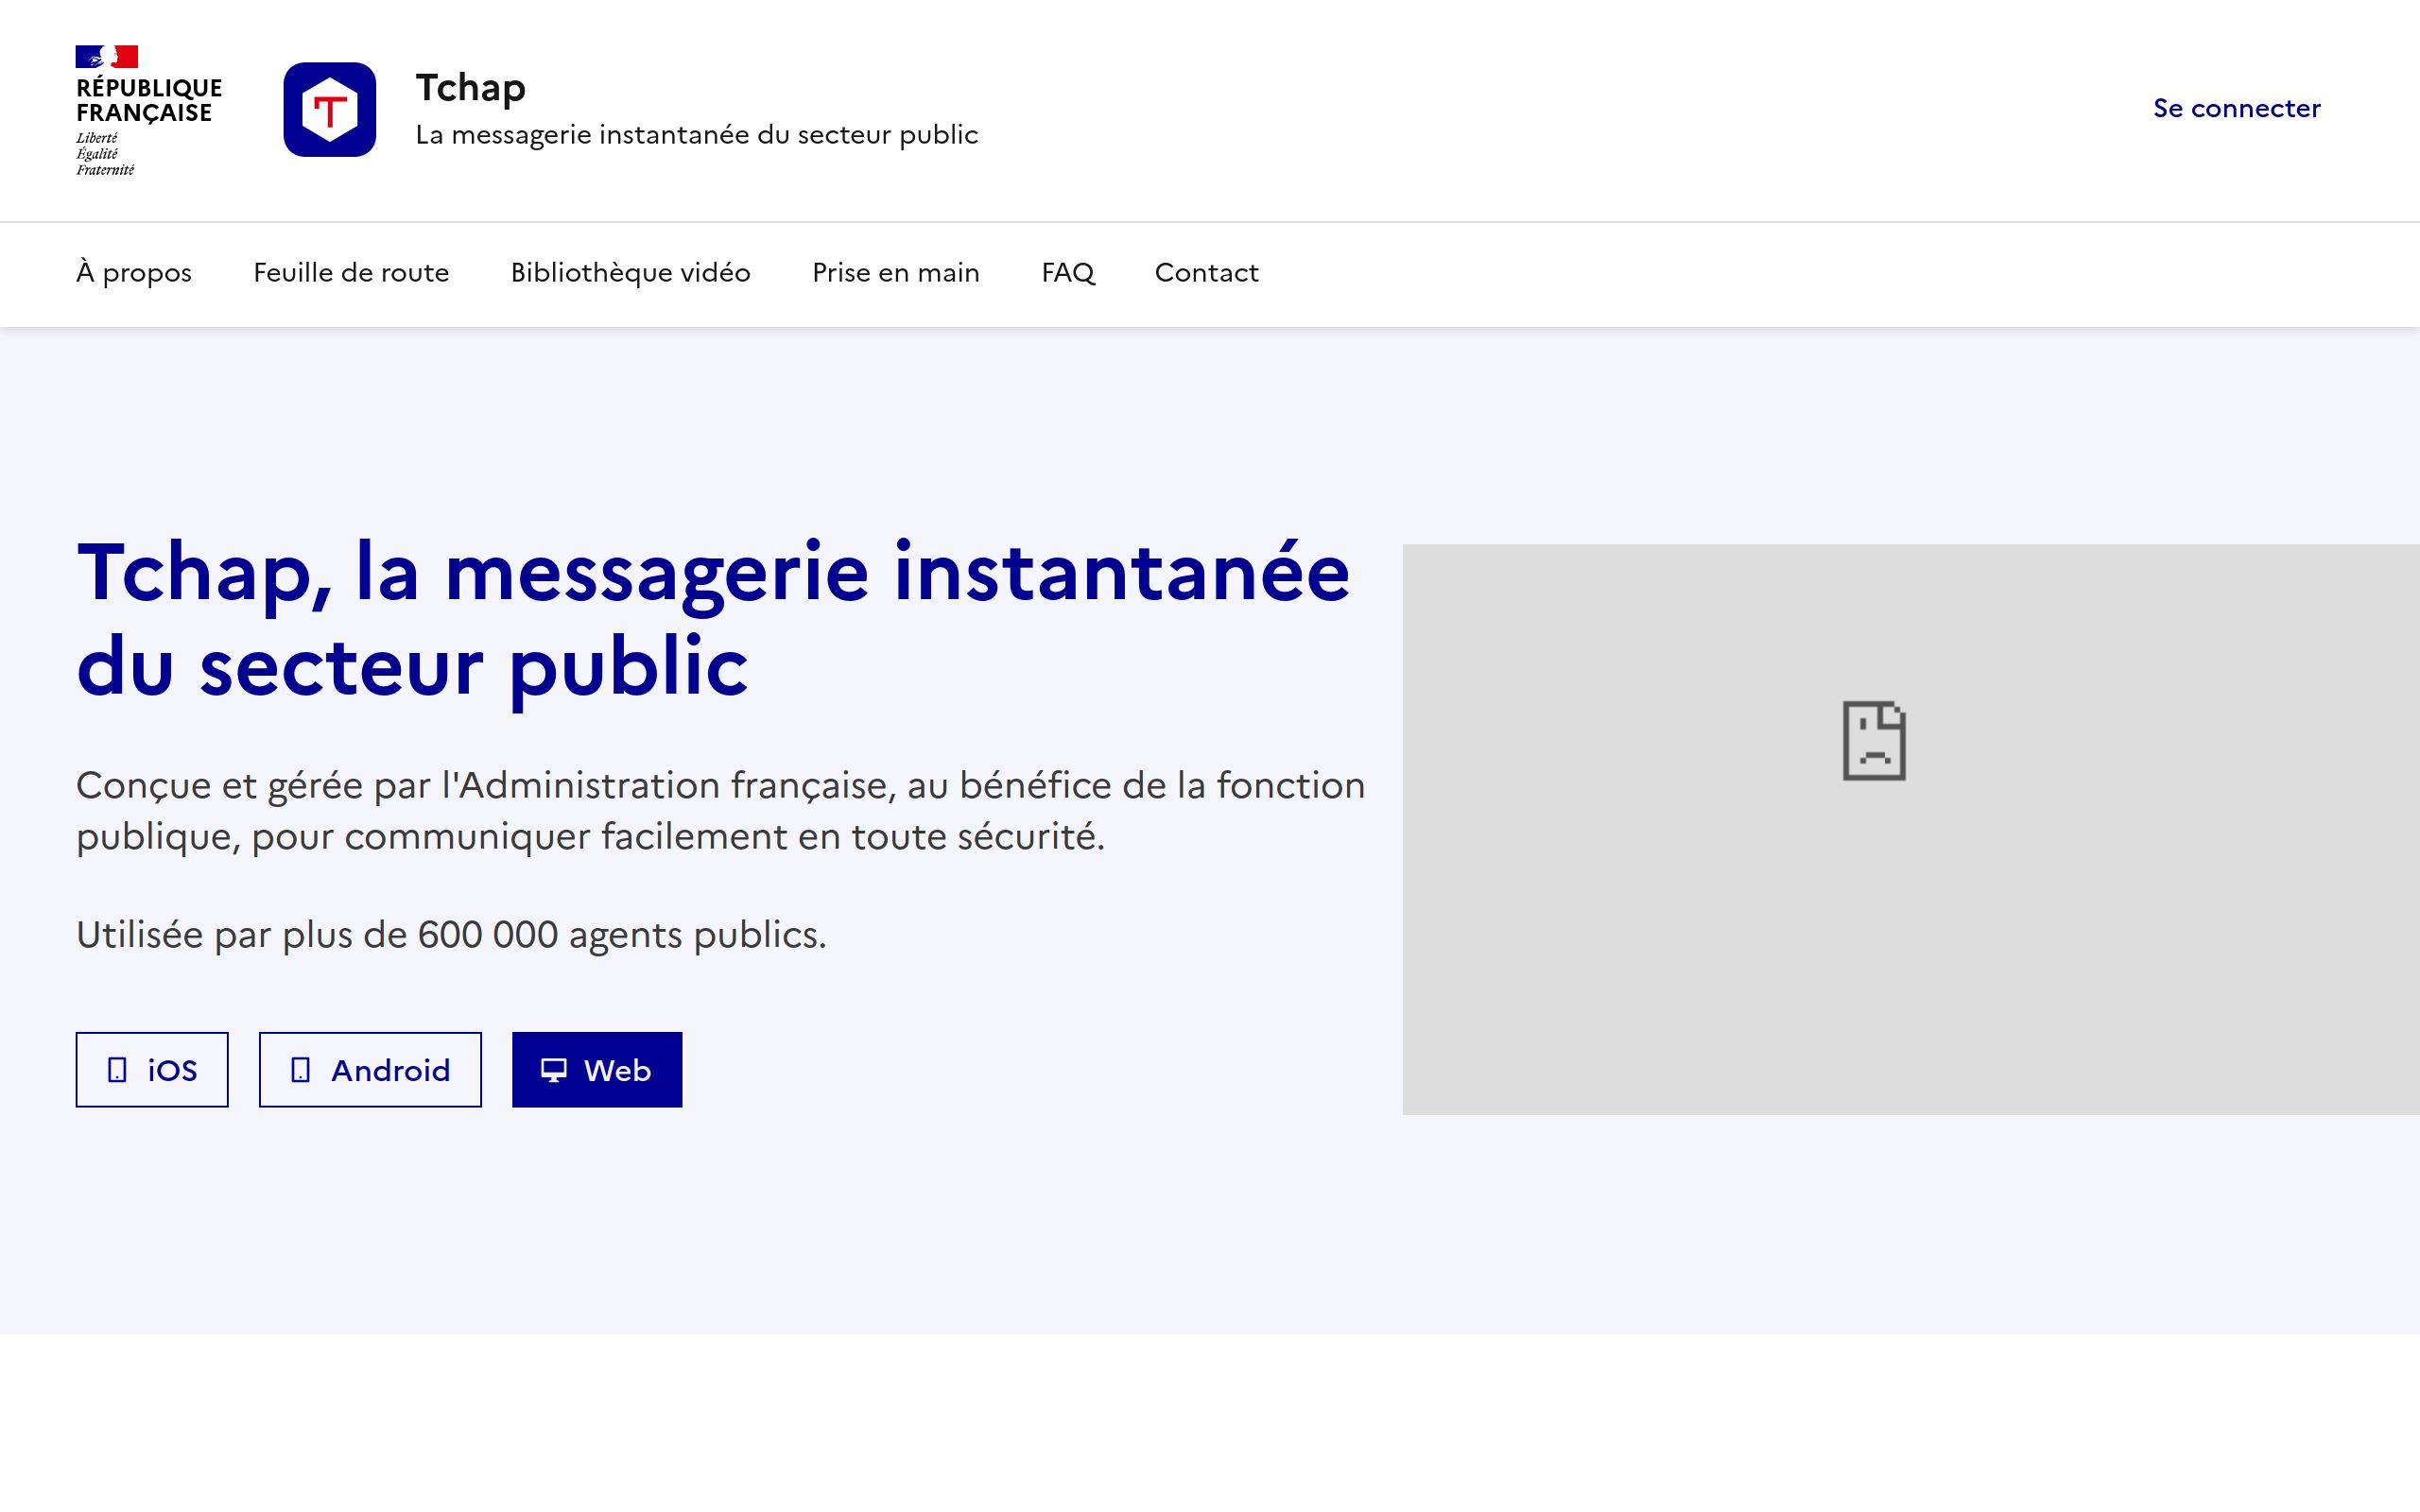 RÉPUBLIQUE
FRANÇAISE
Liberté
Égalité
Fraternité
T
Tchap
La messagerie instantanée du secteur public
Se connecter
À propos
Feuille de route
Bibliothèque vidéo
Prise en main
FAQ
Contact
Tchap, la messagerie instantanée
du secteur public
Conçue et gérée par l'Administration française, au bénéfice de la fonction
publique, pour communiquer facilement en toute sécurité.
Utilisée par plus de 600 000 agents publics.
iOS
Android
Web